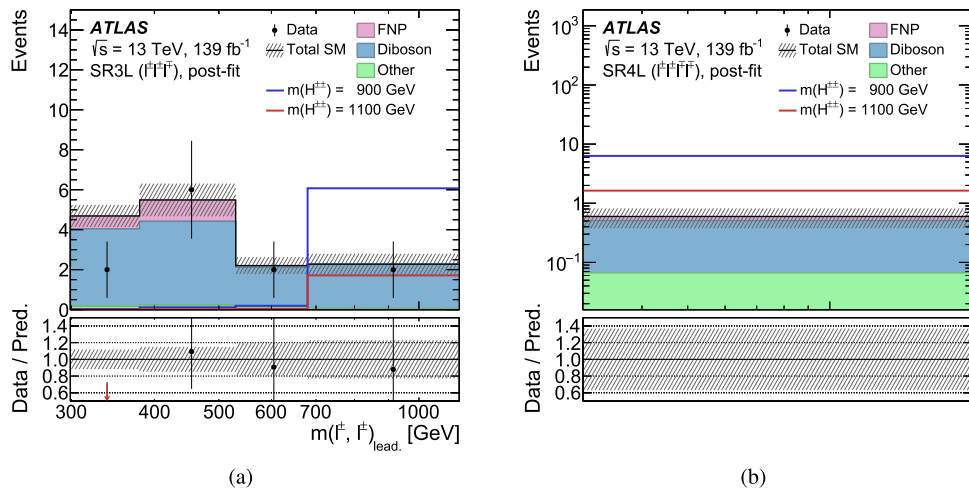 Events
ATLAS
√s = 13 TeV, 139 fb⁻¹
SR3L (l±l±l∓), post-fit
Data
Total SM
FNP
Diboson
Other
m(H±±) = 900 GeV
m(H±±) = 1100 GeV
14
12
10
8
6
4
2
0
Data / Pred.
1.4
1.2
1.0
0.8
0.6
300 400 500 600 700 1000
m(l±, l±)lead. [GeV]
(a)
Events
ATLAS
√s = 13 TeV, 139 fb⁻¹
SR4L (l±l±l∓l∓), post-fit
Data
Total SM
FNP
Diboson
Other
m(H±±) = 900 GeV
m(H±±) = 1100 GeV
10³
10²
10
1
10⁻¹
Data / Pred.
1.4
1.2
1.0
0.8
0.6
(b)